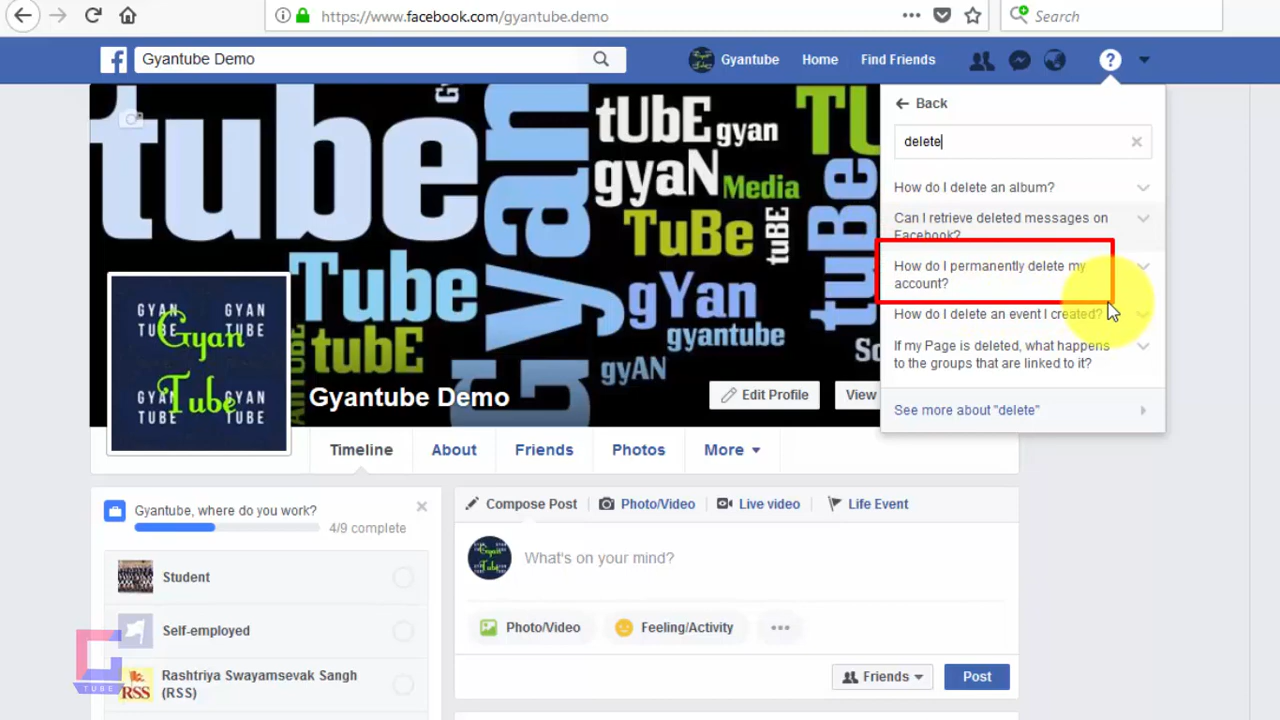 https://www.facebook.com/gyantube.demo
Search
Gyantube Demo
Gyantube
Home
Find Friends
?
Back
delete
How do I delete an album?
Can I retrieve deleted messages on
Facebook?
How do I permanently delete my
account?
How do I delete an event I created?
If my Page is deleted, what happens
to the groups that are linked to it?
See more about "delete"
tube
Gyan
tUbE gyan
gyaN Media
TuBe
tuBE
TuBe
gYan
gyantube
tubE
gyAN
GYAN GYAN
TUBE TUBE
Gyan
GYAN GYAN
TUBE TUBE
Tube
Gyantube Demo
Edit Profile
View
Timeline
About
Friends
Photos
More
Gyantube, where do you work?
4/9 complete
Student
Self-employed
Rashtriya Swayamsevak Sangh
(RSS)
RSS
TUBE
Compose Post
Photo/Video
Live video
Life Event
What's on your mind?
Photo/Video
Feeling/Activity
Friends
Post